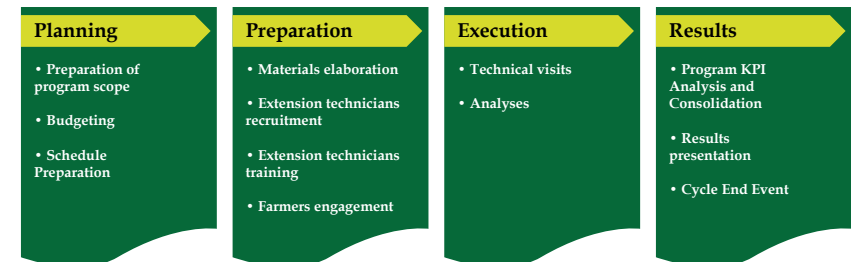 Planning
• Preparation of
program scope
• Budgeting
• Schedule
Preparation
Preparation
• Materials elaboration
• Extension technicians
recruitment
• Extension technicians
training
• Farmers engagement
Execution
• Technical visits
• Analyses
Results
• Program KPI
Analysis and
Consolidation
• Results
presentation
• Cycle End Event